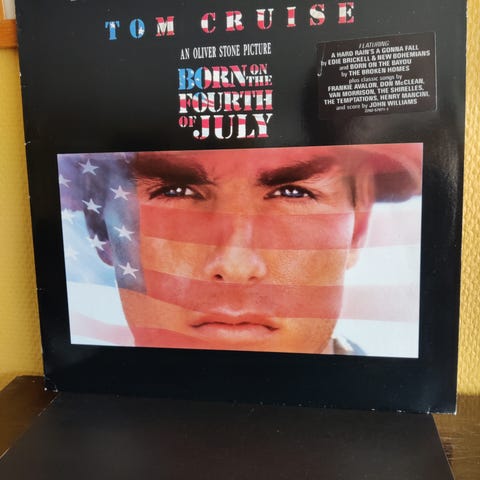 TOM CRUISE
AN OLIVER STONE PICTURE
BORN ON THE
FOURTH
OF JULY
FEATURING:
A HARD RAIN'S A GONNA FALL
by EDIE BRICKELL & NEW BOHEMIANS
and BORN ON THE BAYOU
by THE BROKEN HOMES
plus classic songs by
FRANKIE AVALON, DON McCLEAN,
VAN MORRISON, THE SHIRELLES,
THE TEMPTATIONS, HENRY MANCINI,
and score by JOHN WILLIAMS